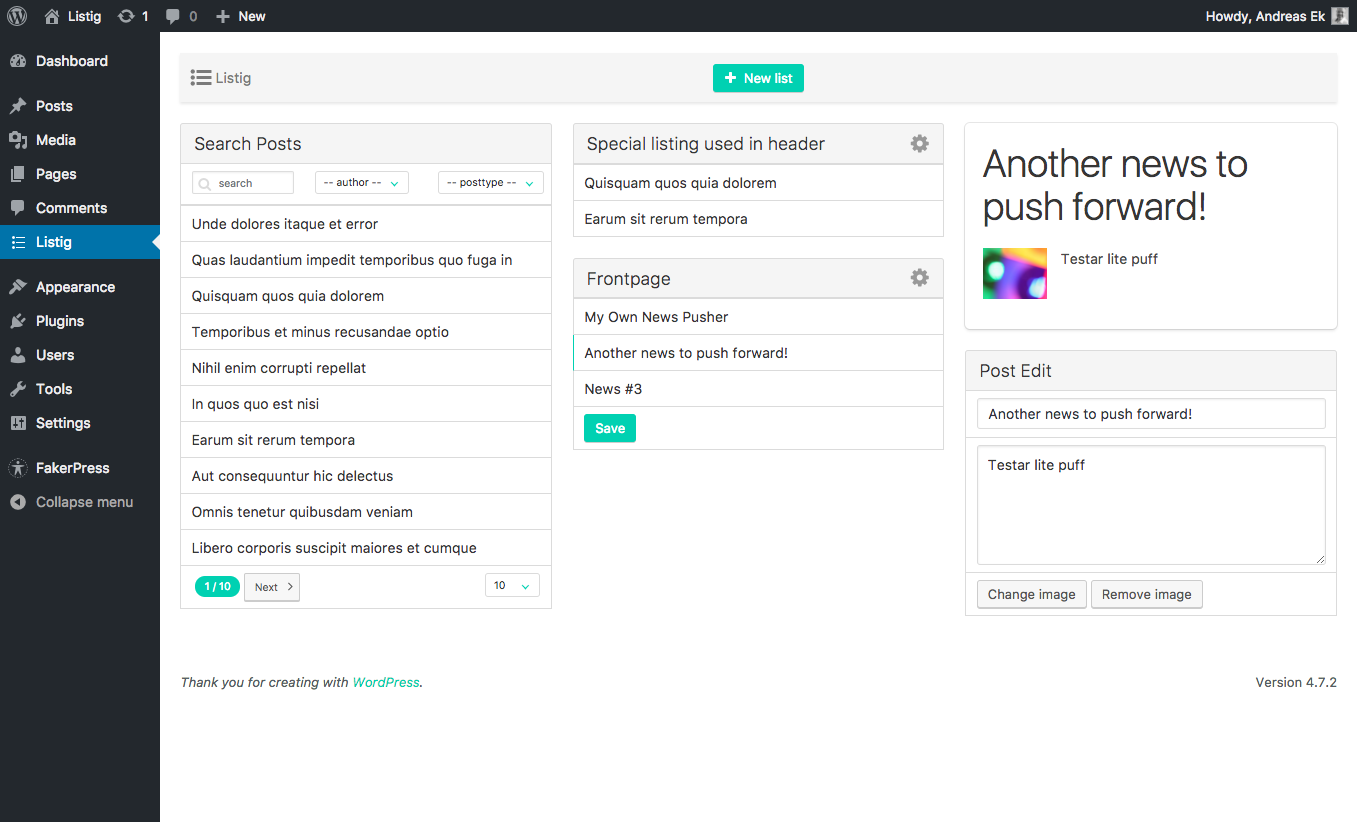 Listig
1
0
New
Howdy, Andreas Ek
Dashboard
Posts
Media
Pages
Comments
Listig
Appearance
Plugins
Users
Tools
Settings
FakerPress
Collapse menu
Listig
New list
Search Posts
search
-- author --
-- posttype --
Unde dolores itaque et error
Quas laudantium impedit temporibus quo fuga in
Quisquam quos quia dolorem
Temporibus et minus recusandae optio
Nihil enim corrupti repellat
In quos quo est nisi
Earum sit rerum tempora
Aut consequuntur hic delectus
Omnis tenetur quibusdam veniam
Libero corporis suscipit maiores et cumque
1 / 10
Next
10
Special listing used in header
Quisquam quos quia dolorem
Earum sit rerum tempora
Frontpage
My Own News Pusher
Another news to push forward!
News #3
Save
Another news to
push forward!
Testar lite puff
Post Edit
Another news to push forward!
Testar lite puff
Change image
Remove image
Thank you for creating with WordPress.
Version 4.7.2